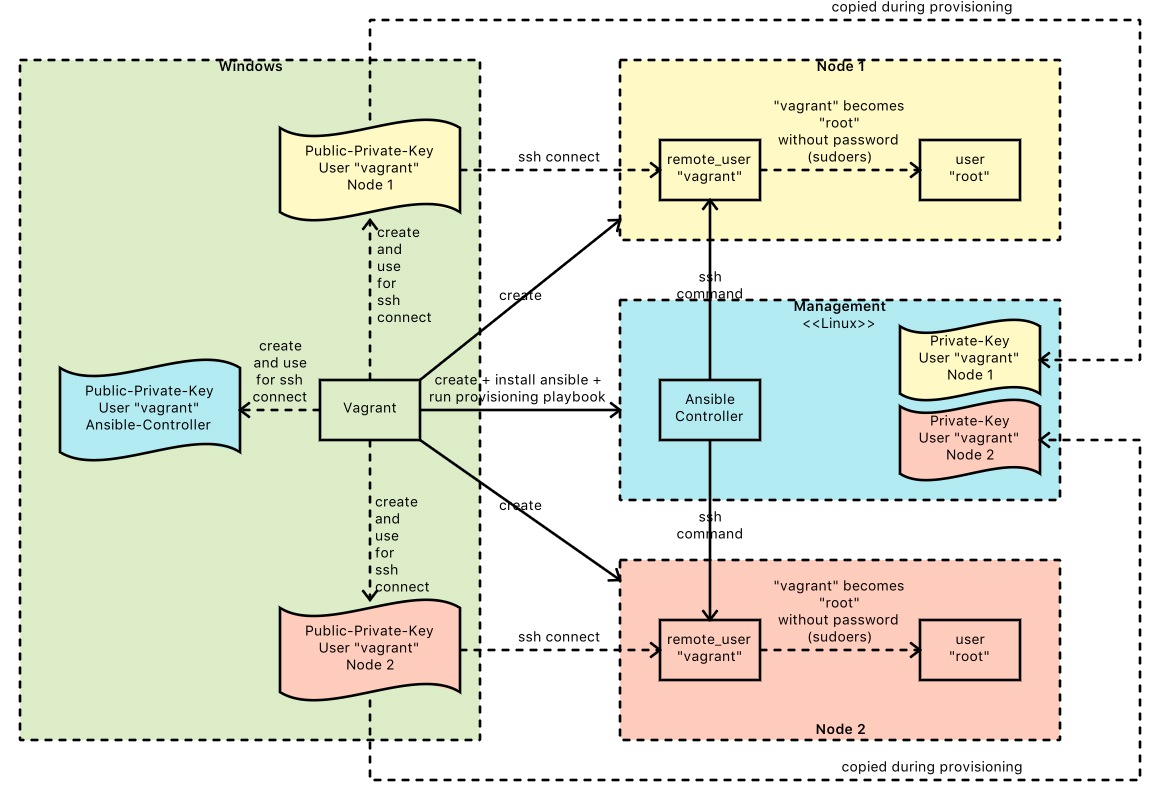 copied during provisioning
Windows
Node 1
"vagrant" becomes
"root"
without password
(sudoers)
Public-Private-Key
User "vagrant"
Node 1
ssh connect
remote_user
"vagrant"
user
"root"
create
and
use
for
ssh
connect
create
ssh
command
Management
<<Linux>>
Private-Key
User "vagrant"
Node 1
create
and use
for ssh
connect
Public-Private-Key
User "vagrant"
Ansible-Controller
Vagrant
create + install ansible +
run provisioning playbook
Ansible
Controller
Private-Key
User "vagrant"
Node 2
create
and
use
for
ssh
connect
create
ssh
command
"vagrant" becomes
"root"
without password
(sudoers)
Public-Private-Key
User "vagrant"
Node 2
ssh connect
remote_user
"vagrant"
user
"root"
Node 2
copied during provisioning